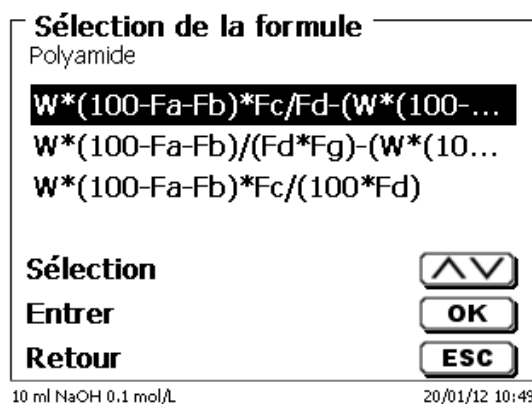 Sélection de la formule
Polyamide
W*(100-Fa-Fb)*Fc/Fd-(W*(100-...
W*(100-Fa-Fb)/(Fd*Fg)-(W*(10...
W*(100-Fa-Fb)*Fc/(100*Fd)
Sélection
Entrer OK
Retour ESC
10 ml NaOH 0.1 mol/L 20/01/12 10:49